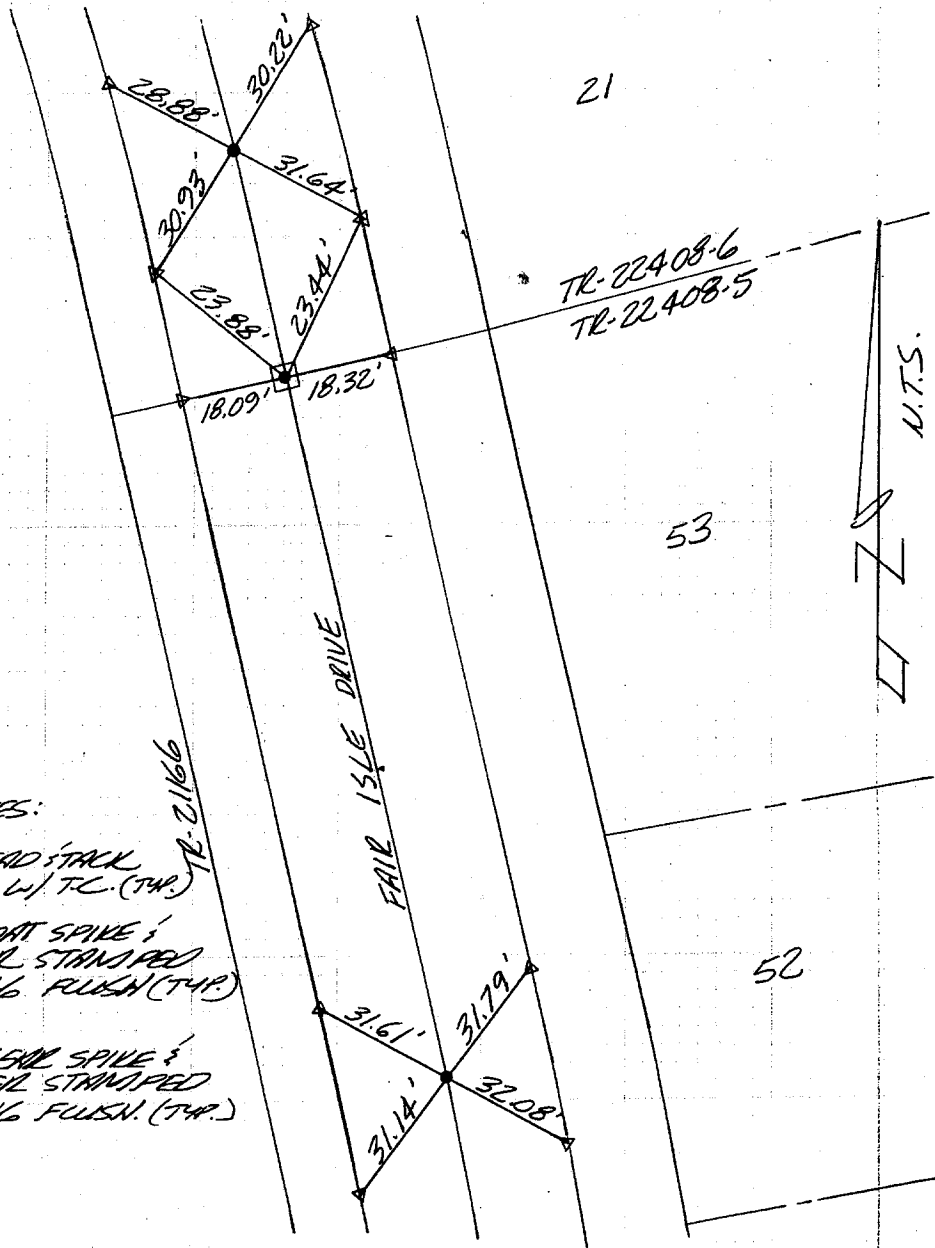 21
30.22'
28.88'
31.64'
30.93'
23.44'
23.88'
TR-22408-6
TR-22408-5
18.09'
18.32'
N.T.S.
53
FAIR ISLE DRIVE
TR-21166
ES:
TACK
W/ T.C. (TYP.)
SPIKE &
STAMPED
FLUSH (TYP.)
SPIKE &
STAMPED
FLUSH. (TYP.)
52
31.61'
31.79'
31.14'
32.08'